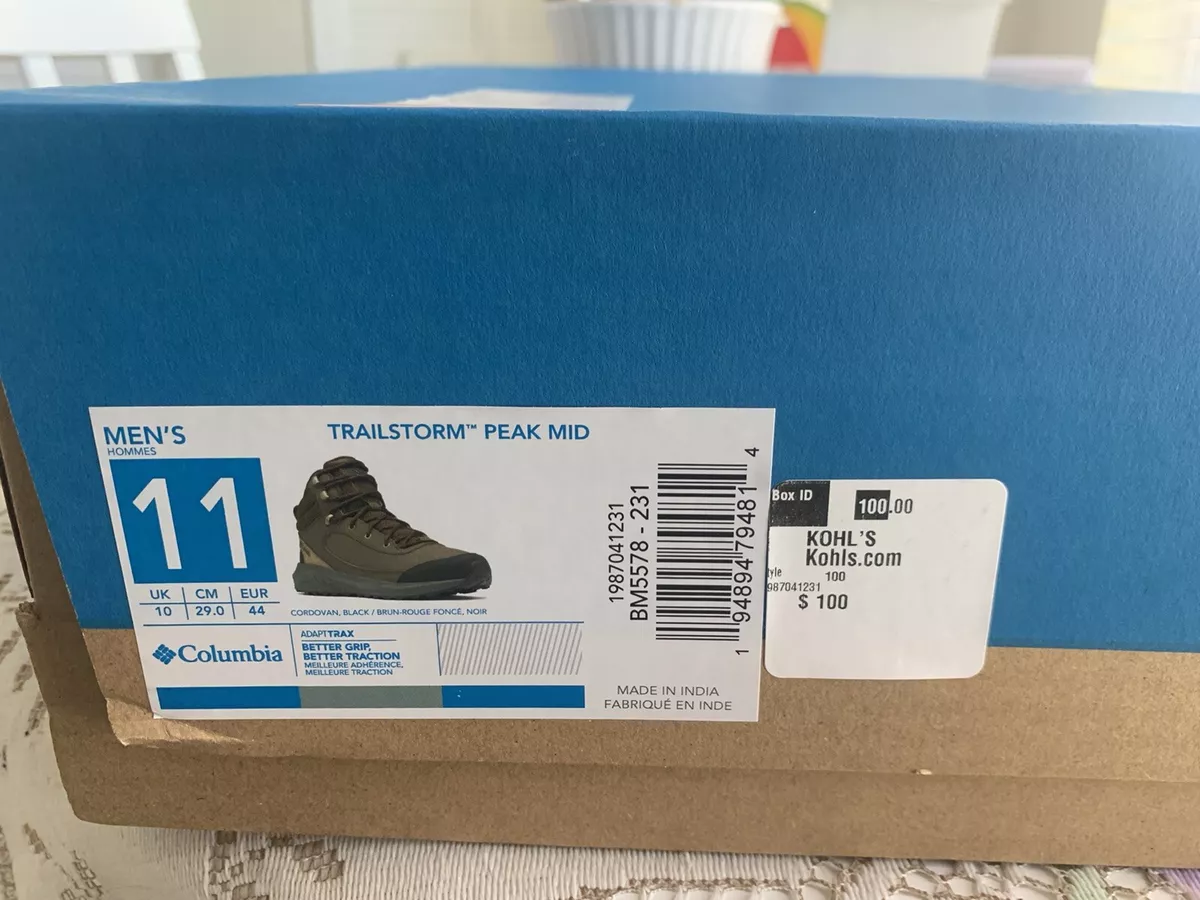 MEN'S
HOMMES
11
UK CM EUR
10 29.0 44
TRAILSTORM™ PEAK MID
CORDOVAN, BLACK / BRUN-ROUGE FONCÉ, NOIR
Columbia
ADAPTTRAX
BETTER GRIP,
BETTER TRACTION
MEILLEURE ADHÉRENCE,
MEILLEURE TRACTION
1987041231
BM5578 - 231
1 94894 79481 4
MADE IN INDIA
FABRIQUÉ EN INDE
Box ID 100.00
KOHL'S
Kohls.com
tyle 100
987041231
$ 100